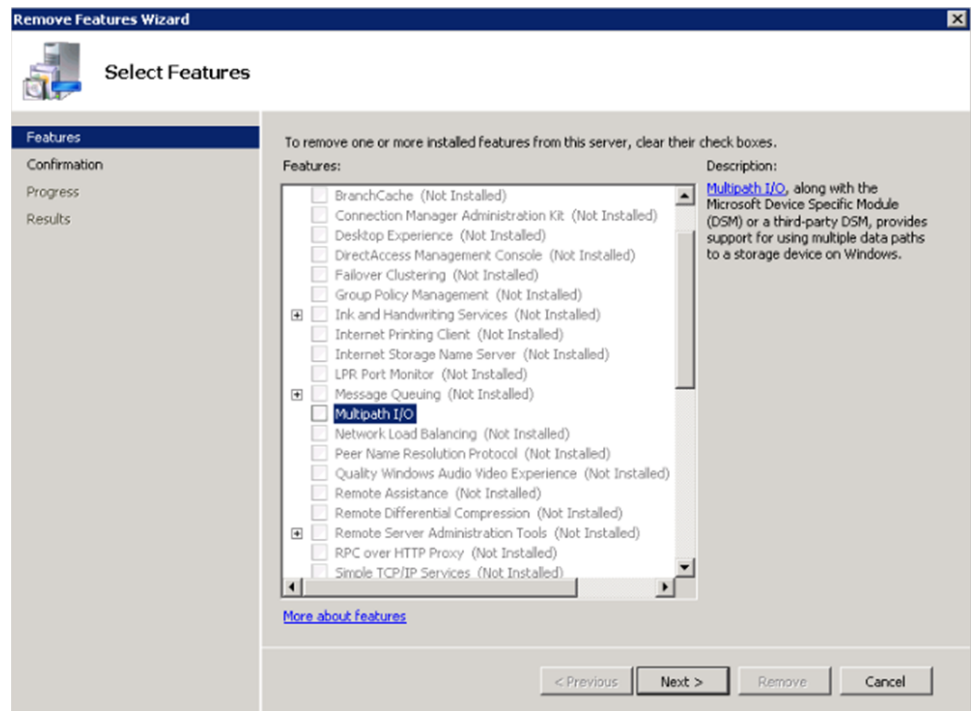 Remove Features Wizard
Select Features
Features
Confirmation
Progress
Results
To remove one or more installed features from this server, clear their check boxes.
Features:
BranchCache (Not Installed)
Connection Manager Administration Kit (Not Installed)
Desktop Experience (Not Installed)
DirectAccess Management Console (Not Installed)
Failover Clustering (Not Installed)
Group Policy Management (Not Installed)
Ink and Handwriting Services (Not Installed)
Internet Printing Client (Not Installed)
Internet Storage Name Server (Not Installed)
LPR Port Monitor (Not Installed)
Message Queuing (Not Installed)
Multipath I/O
Network Load Balancing (Not Installed)
Peer Name Resolution Protocol (Not Installed)
Quality Windows Audio Video Experience (Not Installed)
Remote Assistance (Not Installed)
Remote Differential Compression (Not Installed)
Remote Server Administration Tools (Not Installed)
RPC over HTTP Proxy (Not Installed)
Simple TCP/IP Services (Not Installed)
Description:
Multipath I/O, along with the
Microsoft Device Specific Module
(DSM) or a third-party DSM, provides
support for using multiple data paths
to a storage device on Windows.
More about features
< Previous
Next >
Remove
Cancel